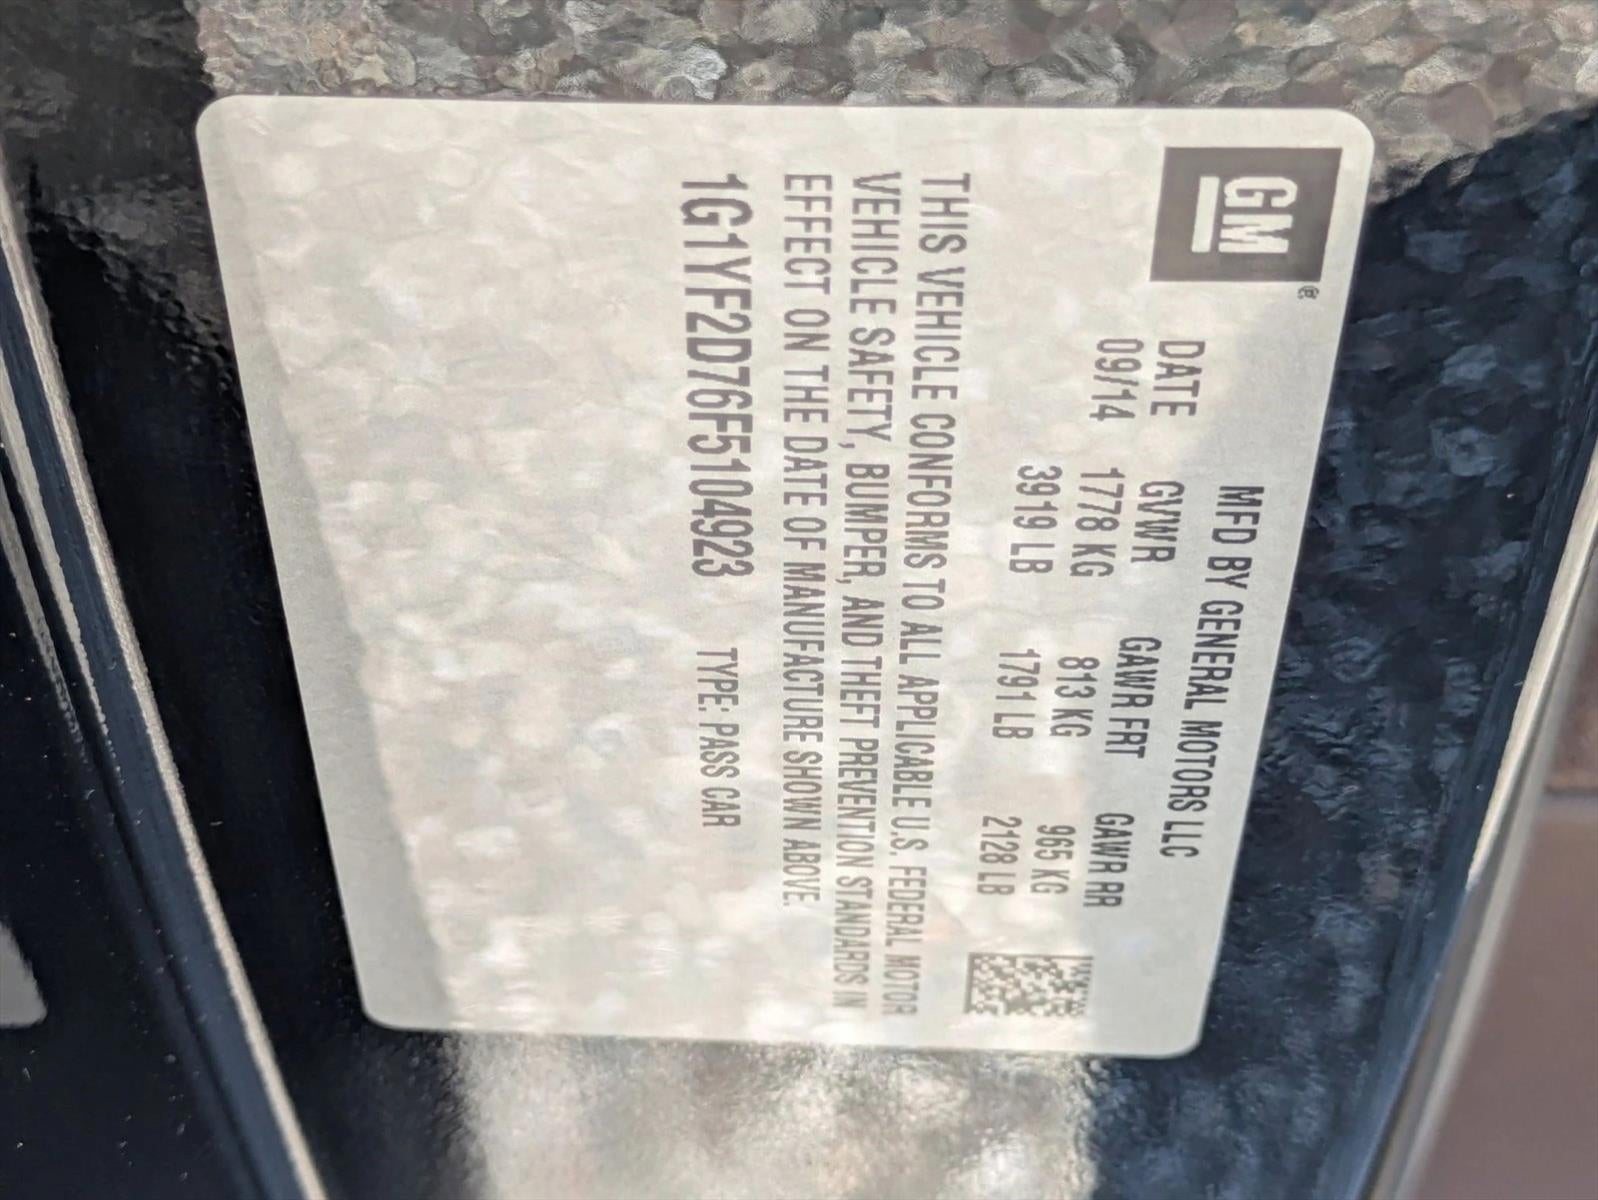 GM ®
MFD BY GENERAL MOTORS LLC
DATE GVWR GAWR FRT GAWR RR
09/14 1778 KG 813 KG 965 KG
3919 LB 1791 LB 2128 LB
THIS VEHICLE CONFORMS TO ALL APPLICABLE U.S. FEDERAL MOTOR
VEHICLE SAFETY, BUMPER, AND THEFT PREVENTION STANDARDS IN
EFFECT ON THE DATE OF MANUFACTURE SHOWN ABOVE.
1G1YF2D76F5104923 TYPE: PASS CAR